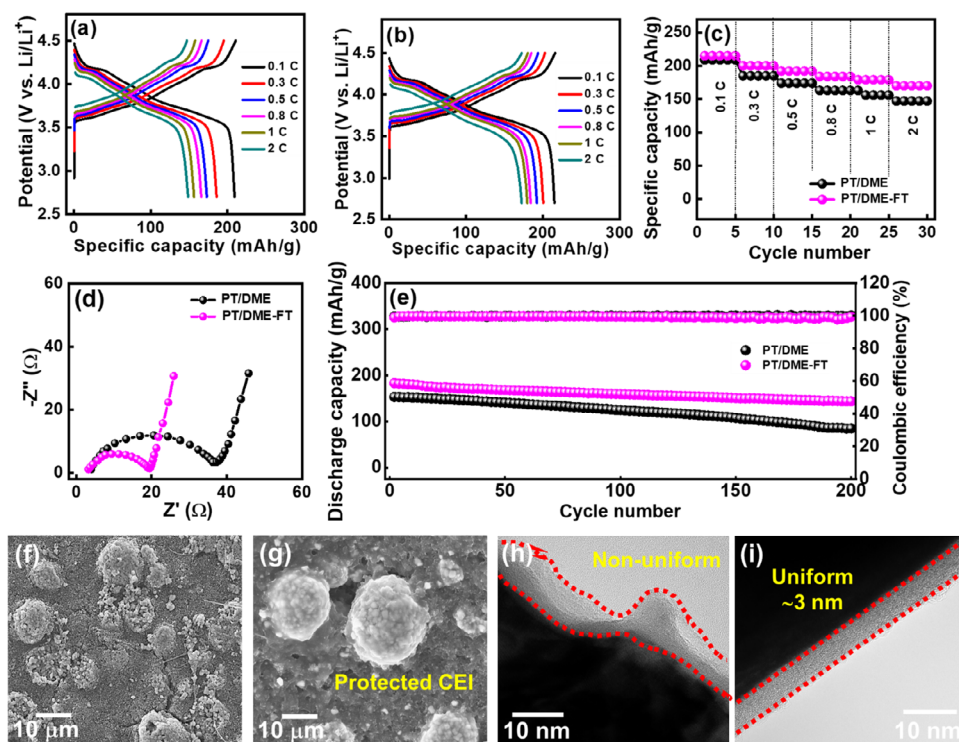 (a)
Potential (V vs. Li/Li⁺)
4.5
4.0
3.5
3.0
2.5
0.1 C
0.3 C
0.5 C
0.8 C
1 C
2 C
0 100 200 300
Specific capacity (mAh/g)
(b)
Potential (V vs. Li/Li⁺)
4.5
4.0
3.5
3.0
2.5
0.1 C
0.3 C
0.5 C
0.8 C
1 C
2 C
0 100 200 300
Specific capacity (mAh/g)
(c)
Specific capacity (mAh/g)
250
200
150
100
50
0
0.1 C
0.3 C
0.5 C
0.8 C
1 C
2 C
PT/DME
PT/DME-FT
0 5 10 15 20 25 30
Cycle number
(d)
-Z" (Ω)
60
40
20
0
PT/DME
PT/DME-FT
0 20 40 60
Z' (Ω)
(e)
Discharge capacity (mAh/g)
400
300
200
100
0
PT/DME
PT/DME-FT
120
100
80
60
40
20
0
Coulombic efficiency (%)
0 50 100 150 200
Cycle number
(f)
10 μm
(g)
Protected CEI
10 μm
(h)
Non-uniform
10 nm
(i)
Uniform
~3 nm
10 nm